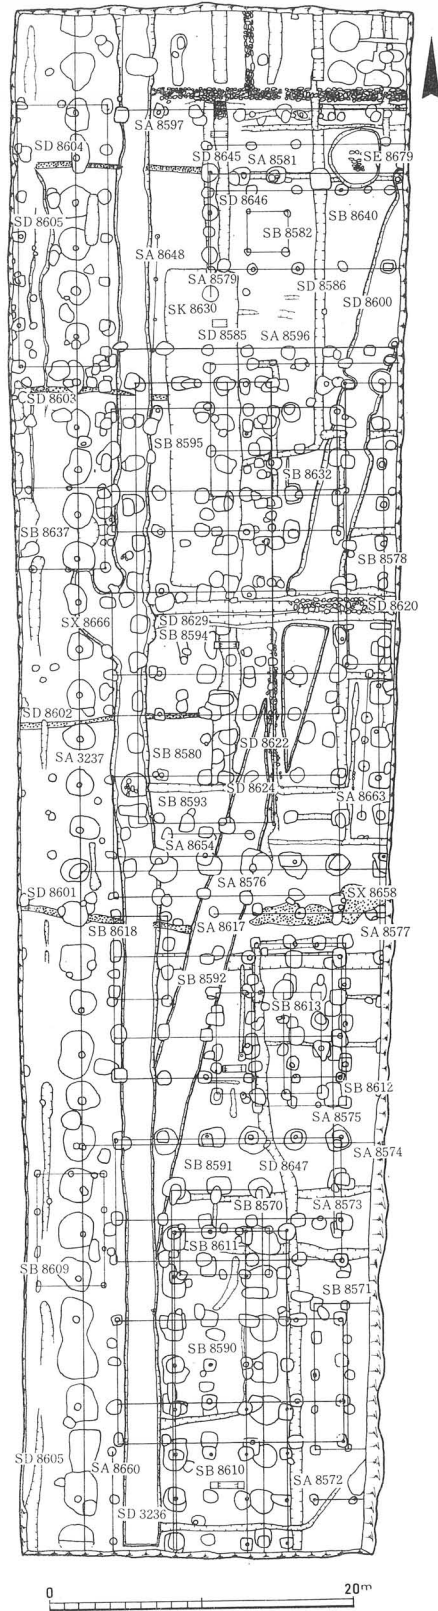 SA 8597
SD 8604
SD 8645
SA 8581
SE 8679
SD 8646
SD 8605
SB 8640
SB 8582
SA 8648
SA 8579
SD 8586
SD 8600
SK 8630
SD 8585
SA 8596
SD 8603
SB 8595
SB 8632
SB 8637
SB 8578
SD 8620
SX 8666
SD 8629
SB 8594
SD 8602
SD 8622
SA 3237
SB 8580
SD 8624
SB 8593
SA 8663
SA 8654
SA 8576
SD 8601
SX 8658
SB 8618
SA 8617
SA 8577
SB 8592
SB 8613
SB 8612
SA 8575
SA 8574
SB 8591
SD 8647
SB 8570
SA 8573
SB 8611
SB 8609
SB 8571
SB 8590
SD 8605
SA 8660
SB 8610
SA 8572
SD 3236
0 20m